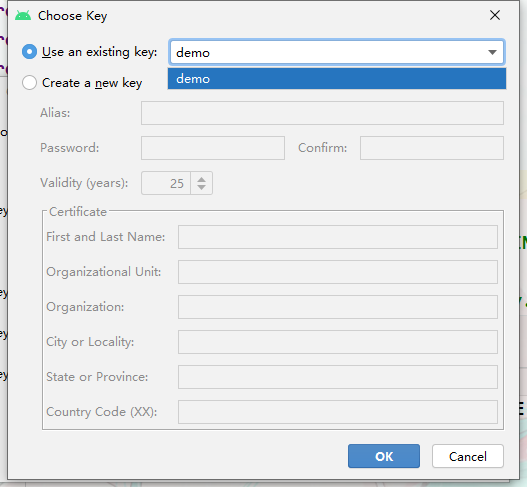 Choose Key
Use an existing key: demo
demo
Create a new key
Alias:
Password: Confirm:
Validity (years): 25
Certificate
First and Last Name:
Organizational Unit:
Organization:
City or Locality:
State or Province:
Country Code (XX):
OK Cancel